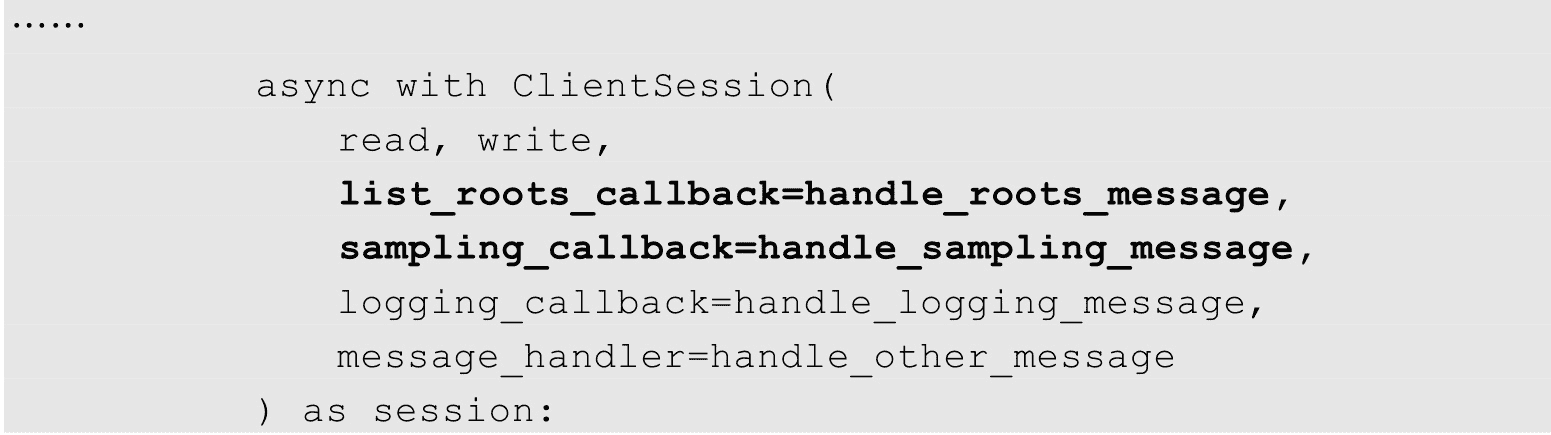 ……
async with ClientSession(
read, write,
list_roots_callback=handle_roots_message,
sampling_callback=handle_sampling_message,
logging_callback=handle_logging_message,
message_handler=handle_other_message
) as session: